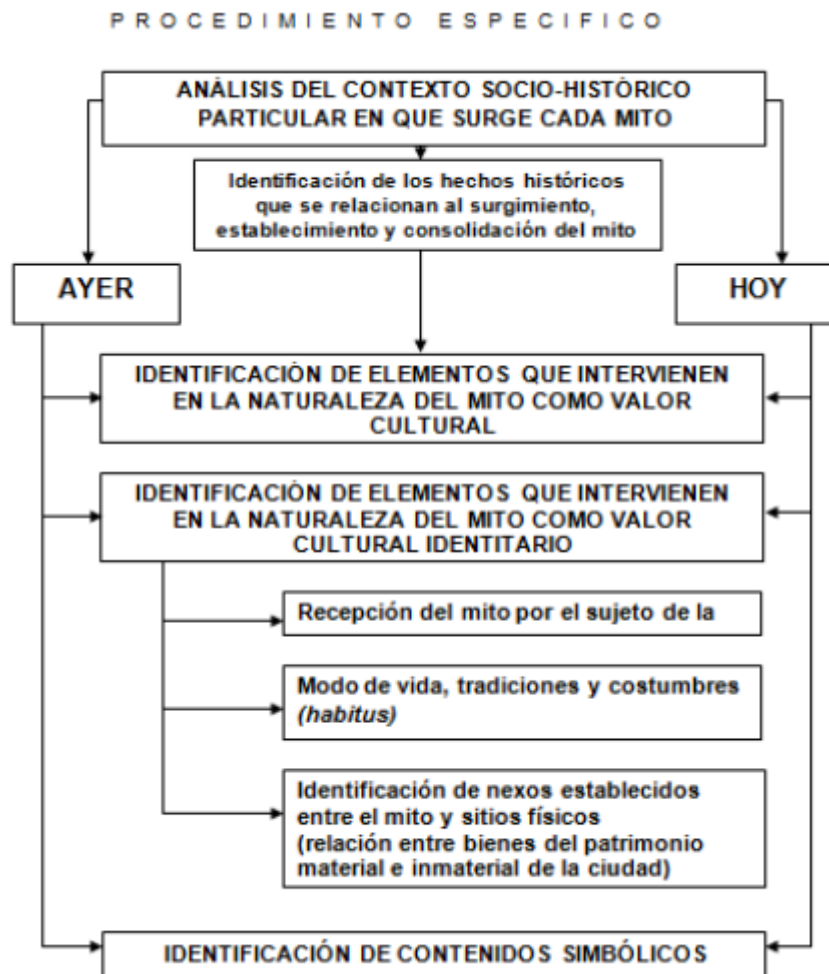 PROCEDIMIENTO ESPECIFICO
ANÁLISIS DEL CONTEXTO SOCIO-HISTÓRICO
PARTICULAR EN QUE SURGE CADA MITO
Identificación de los hechos históricos
que se relacionan al surgimiento,
establecimiento y consolidación del mito
AYER
HOY
IDENTIFICACIÓN DE ELEMENTOS QUE INTERVIENEN
EN LA NATURALEZA DEL MITO COMO VALOR
CULTURAL
IDENTIFICACIÓN DE ELEMENTOS QUE INTERVIENEN
EN LA NATURALEZA DEL MITO COMO VALOR
CULTURAL IDENTITARIO
Recepción del mito por el sujeto de la
Modo de vida, tradiciones y costumbres
(habitus)
Identificación de nexos establecidos
entre el mito y sitios físicos
(relación entre bienes del patrimonio
material e inmaterial de la ciudad)
IDENTIFICACIÓN DE CONTENIDOS SIMBÓLICOS